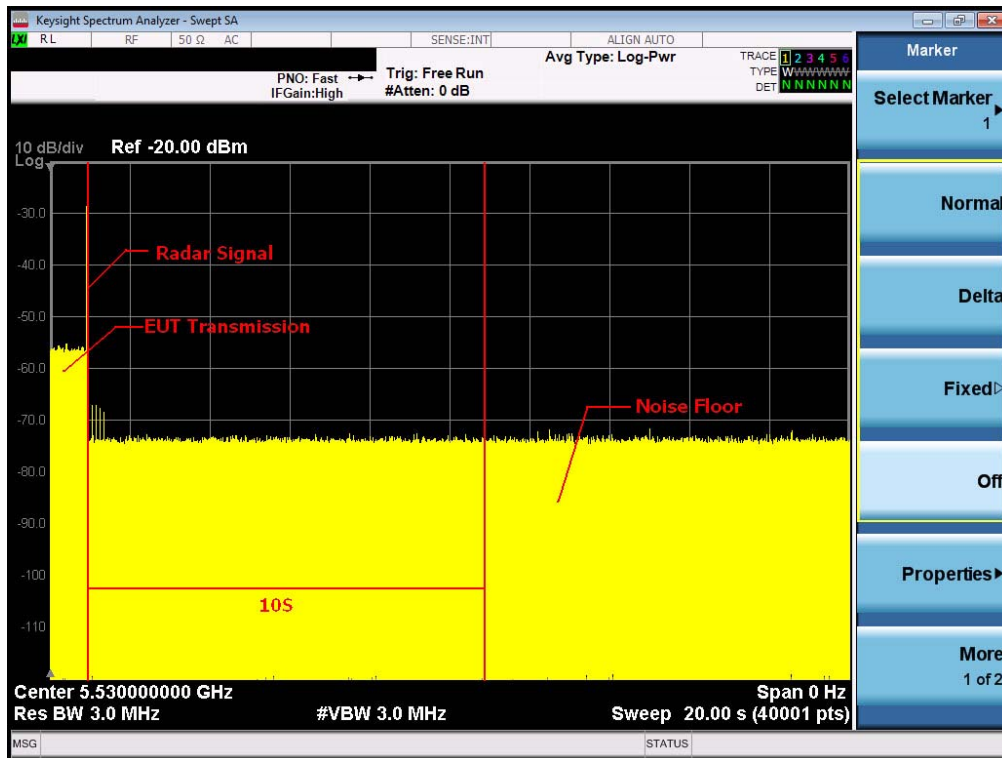 Keysight Spectrum Analyzer - Swept SA
LXI RL RF 50 Ω AC SENSE:INT ALIGN AUTO
PNO: Fast
IFGain:High
Trig: Free Run
#Atten: 0 dB
Avg Type: Log-Pwr
TRACE 1 2 3 4 5 6
TYPE WWWWWW
DET N N N N N N
10 dB/div Ref -20.00 dBm
Log
-30.0
-40.0
-50.0
-60.0
-70.0
-80.0
-90.0
-100
-110
Radar Signal
EUT Transmission
Noise Floor
10S
Center 5.530000000 GHz Span 0 Hz
Res BW 3.0 MHz #VBW 3.0 MHz Sweep 20.00 s (40001 pts)
MSG STATUS
Marker
Select Marker
1
Normal
Delta
Fixed
Off
Properties
More
1 of 2